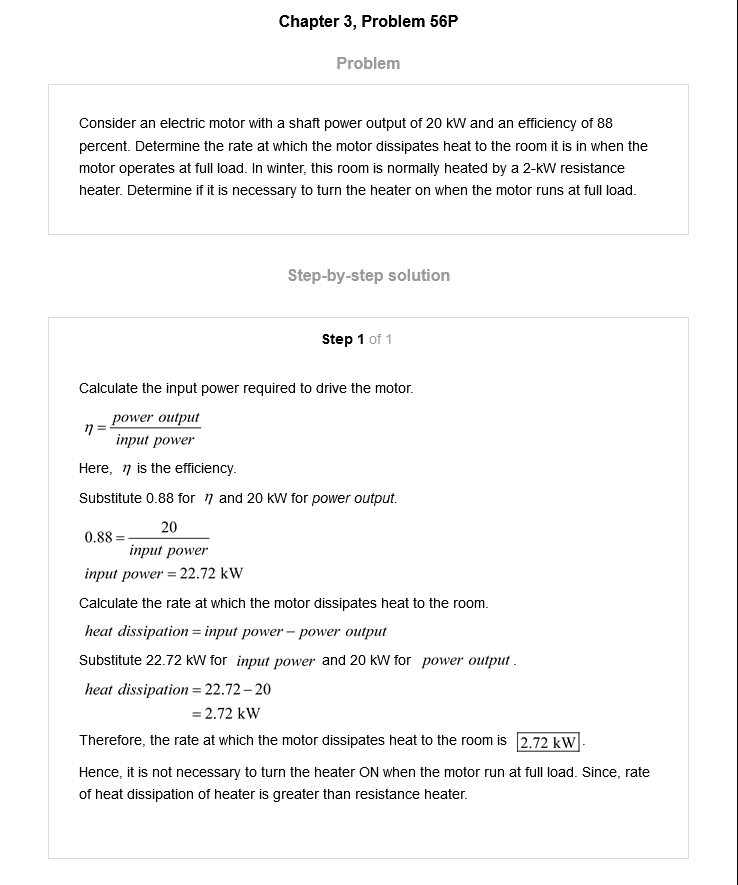 Chapter 3, Problem 56P
Problem
Consider an electric motor with a shaft power output of 20 kW and an efficiency of 88
percent. Determine the rate at which the motor dissipates heat to the room it is in when the
motor operates at full load. In winter, this room is normally heated by a 2-kW resistance
heater. Determine if it is necessary to turn the heater on when the motor runs at full load.
Step-by-step solution
Step 1 of 1
Calculate the input power required to drive the motor.
η = power output
input power
Here, η is the efficiency.
Substitute 0.88 for η and 20 kW for power output.
0.88 = 20
input power
input power = 22.72 kW
Calculate the rate at which the motor dissipates heat to the room.
heat dissipation = input power − power output
Substitute 22.72 kW for input power and 20 kW for power output.
heat dissipation = 22.72 − 20
= 2.72 kW
Therefore, the rate at which the motor dissipates heat to the room is 2.72 kW.
Hence, it is not necessary to turn the heater ON when the motor run at full load. Since, rate
of heat dissipation of heater is greater than resistance heater.